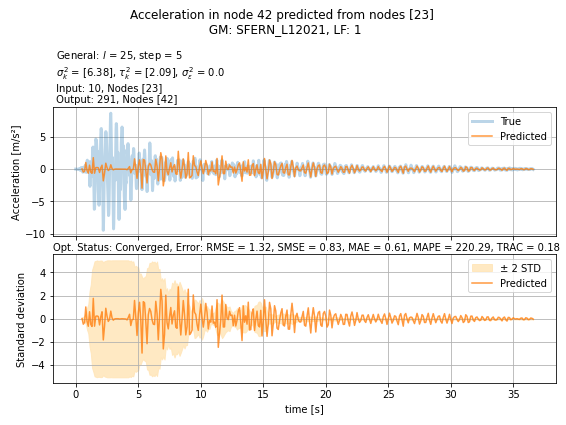 Acceleration in node 42 predicted from nodes [23]
GM: SFERN_L12021, LF: 1
General: l = 25, step = 5
σ²ₖ = [6.38], τ²ₖ = [2.09], σ²ε = 0.0
Input: 10, Nodes [23]
Output: 291, Nodes [42]
Acceleration [m/s²]
5
0
−5
−10
True
Predicted
Opt. Status: Converged, Error: RMSE = 1.32, SMSE = 0.83, MAE = 0.61, MAPE = 220.29, TRAC = 0.18
Standard deviation
4
2
0
−2
−4
± 2 STD
Predicted
0 5 10 15 20 25 30 35
time [s]